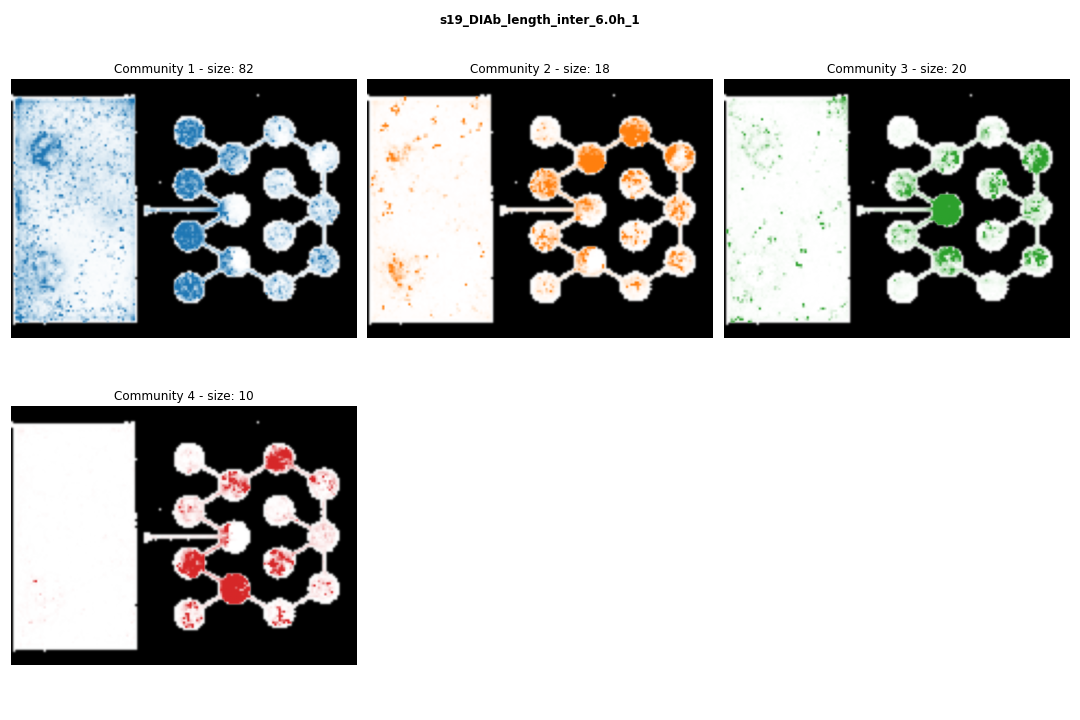 s19_DIAb_length_inter_6.0h_1
Community 1 - size: 82
Community 2 - size: 18
Community 3 - size: 20
Community 4 - size: 10